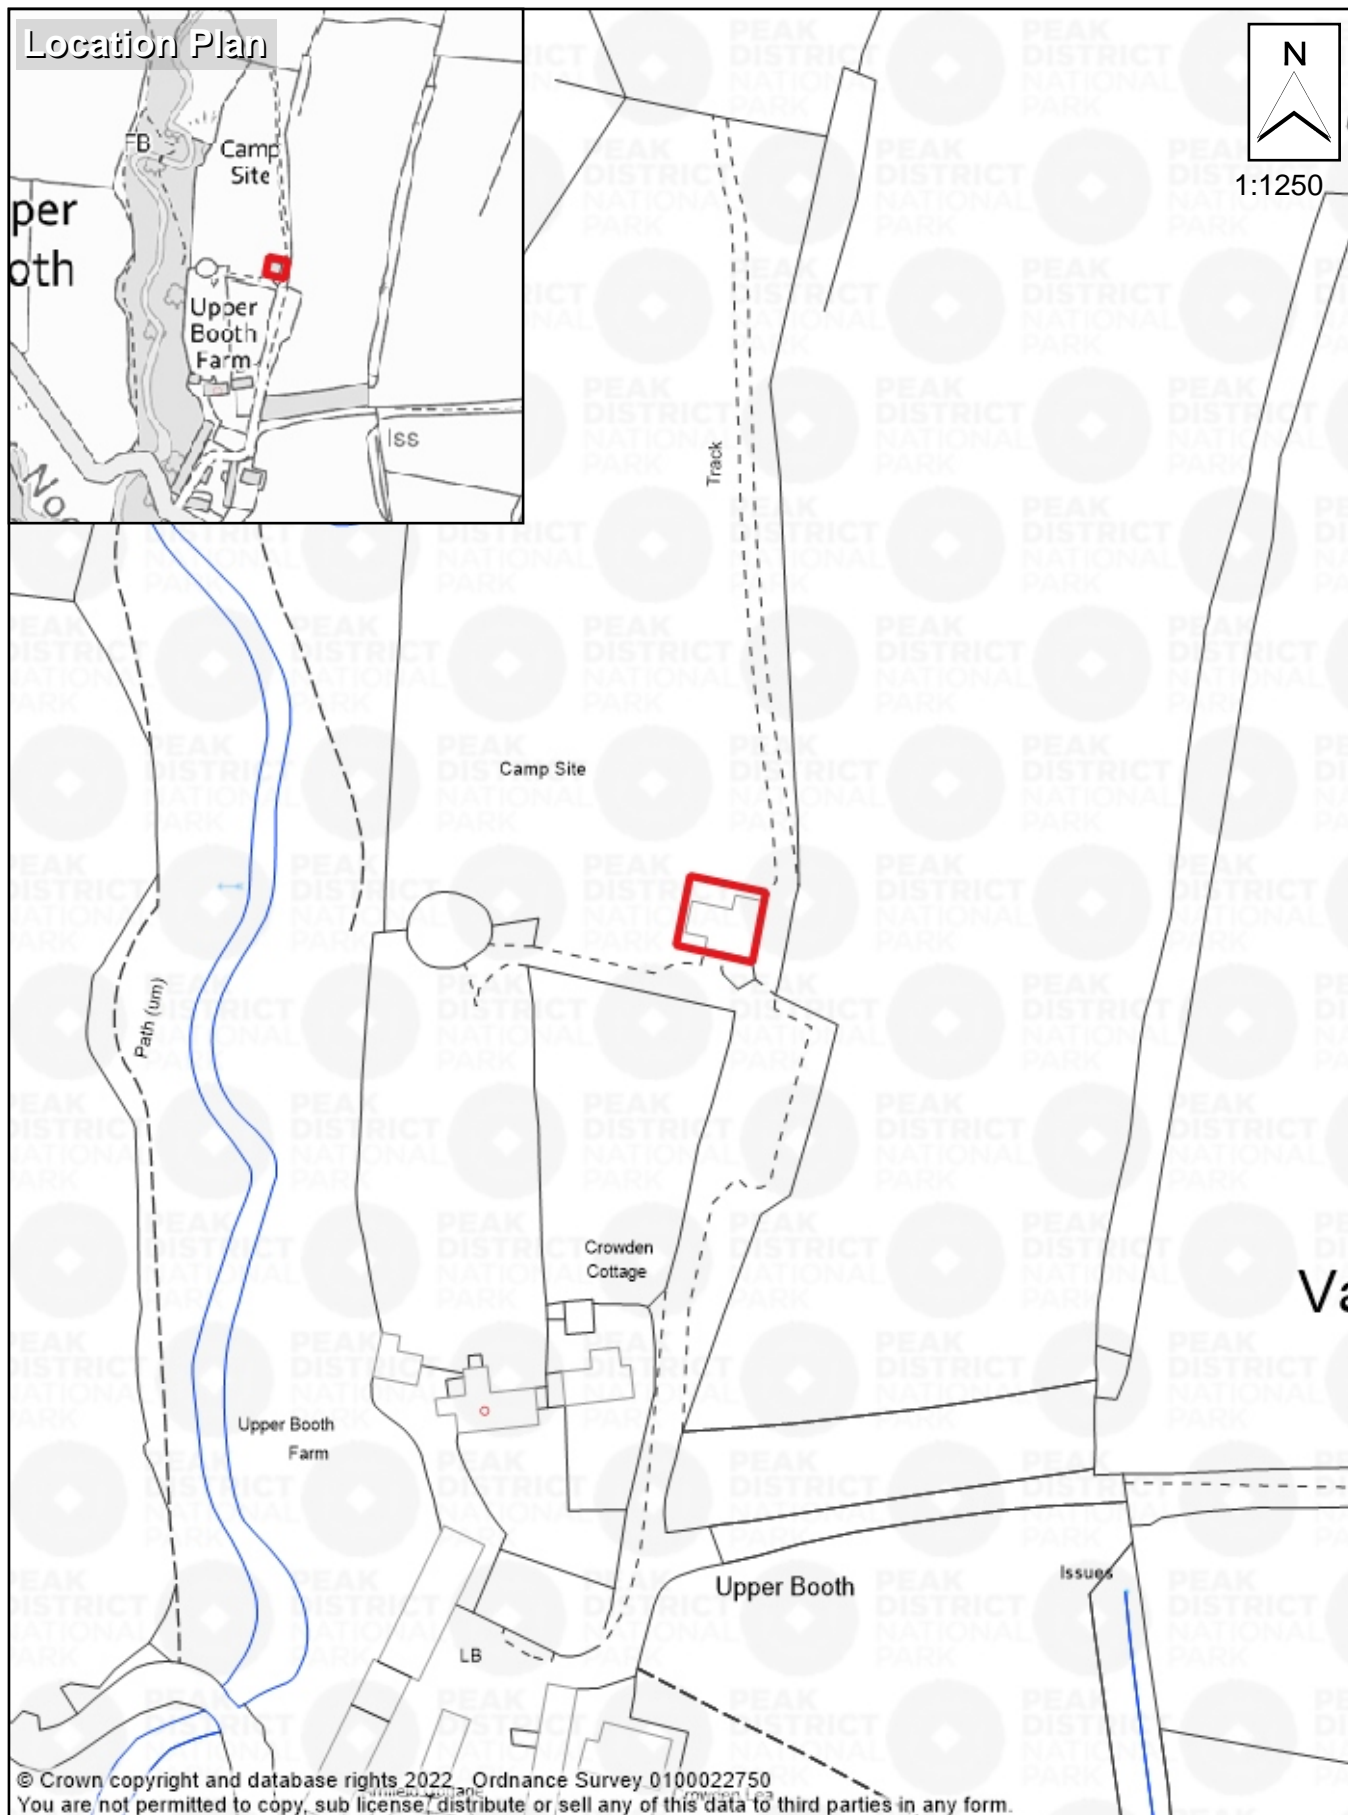 Location Plan
N
1:1250
FB
Camp
Site
per
oth
Upper
Booth
Farm
Iss
Track
Camp Site
Path (um)
Crowden
Cottage
Va
Upper Booth
Farm
Upper Booth
Issues
LB
© Crown copyright and database rights 2022 Ordnance Survey 0100022750
You are not permitted to copy, sub license, distribute or sell any of this data to third parties in any form.
PEAK
DISTRICT
NATIONAL
PARK